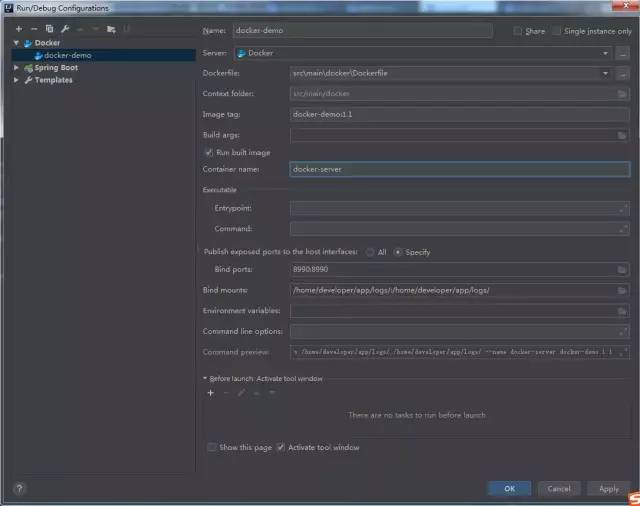 Run/Debug Configurations
Name: docker-demo Share Single instance only
Docker
docker-demo
Spring Boot
Templates
Server: Docker
Dockerfile: src\main\docker\Dockerfile
Context folder: src/main/docker
Image tag: docker-demo:1.1
Build args:
Run built image
Container name: docker-server
Executable
Entrypoint:
Command:
Publish exposed ports to the host interfaces: All Specify
Bind ports: 8990:8990
Bind mounts: /home/developer/app/logs/:/home/developer/app/logs/
Environment variables:
Command line options:
Command preview: v /home/developer/app/logs/ /home/developer/app/logs/ --name docker-server docker-demo 1 1
Before launch: Activate tool window
There are no tasks to run before launch
Show this page Activate tool window
? OK Cancel Apply